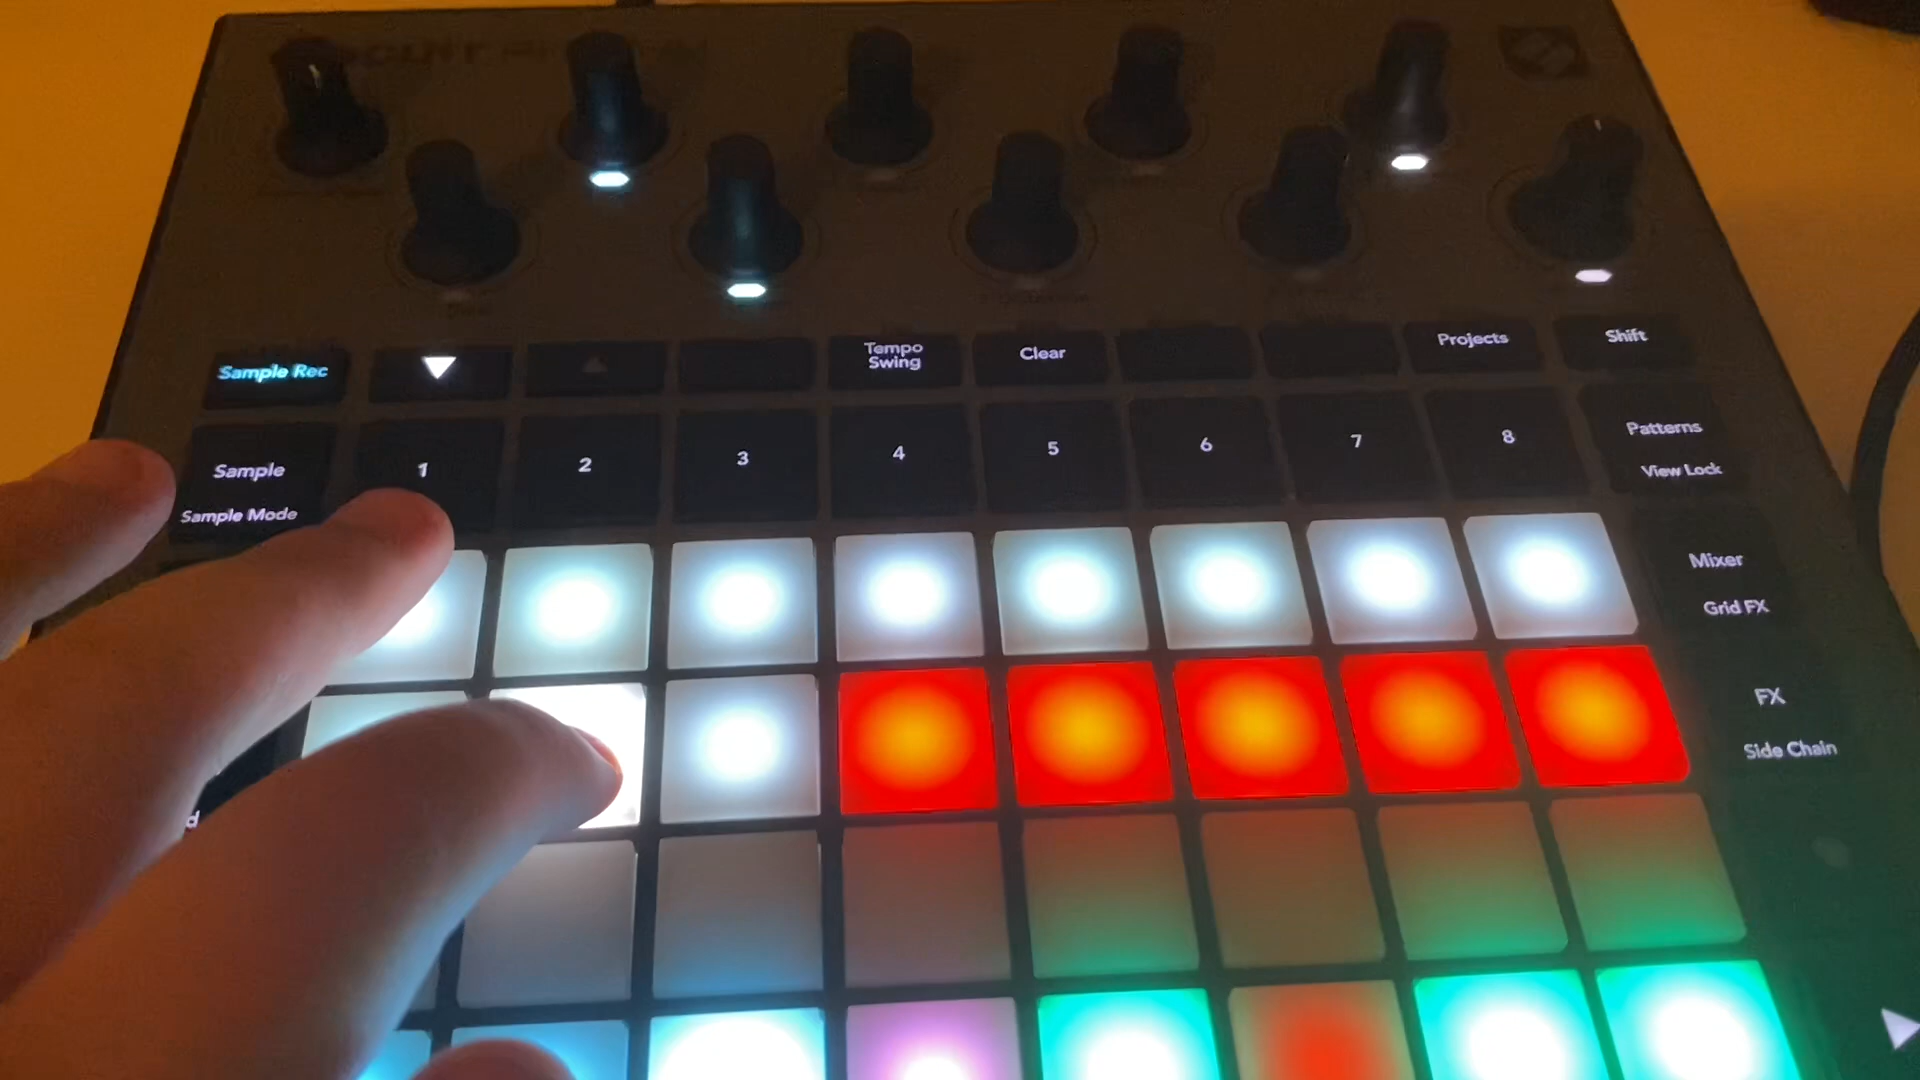 Sample Rec
Tempo
Swing
Clear
Projects
Shift
Sample
Sample Mode
1
2
3
4
5
6
7
8
Patterns
View Lock
Mixer
Grid FX
FX
Side Chain
d